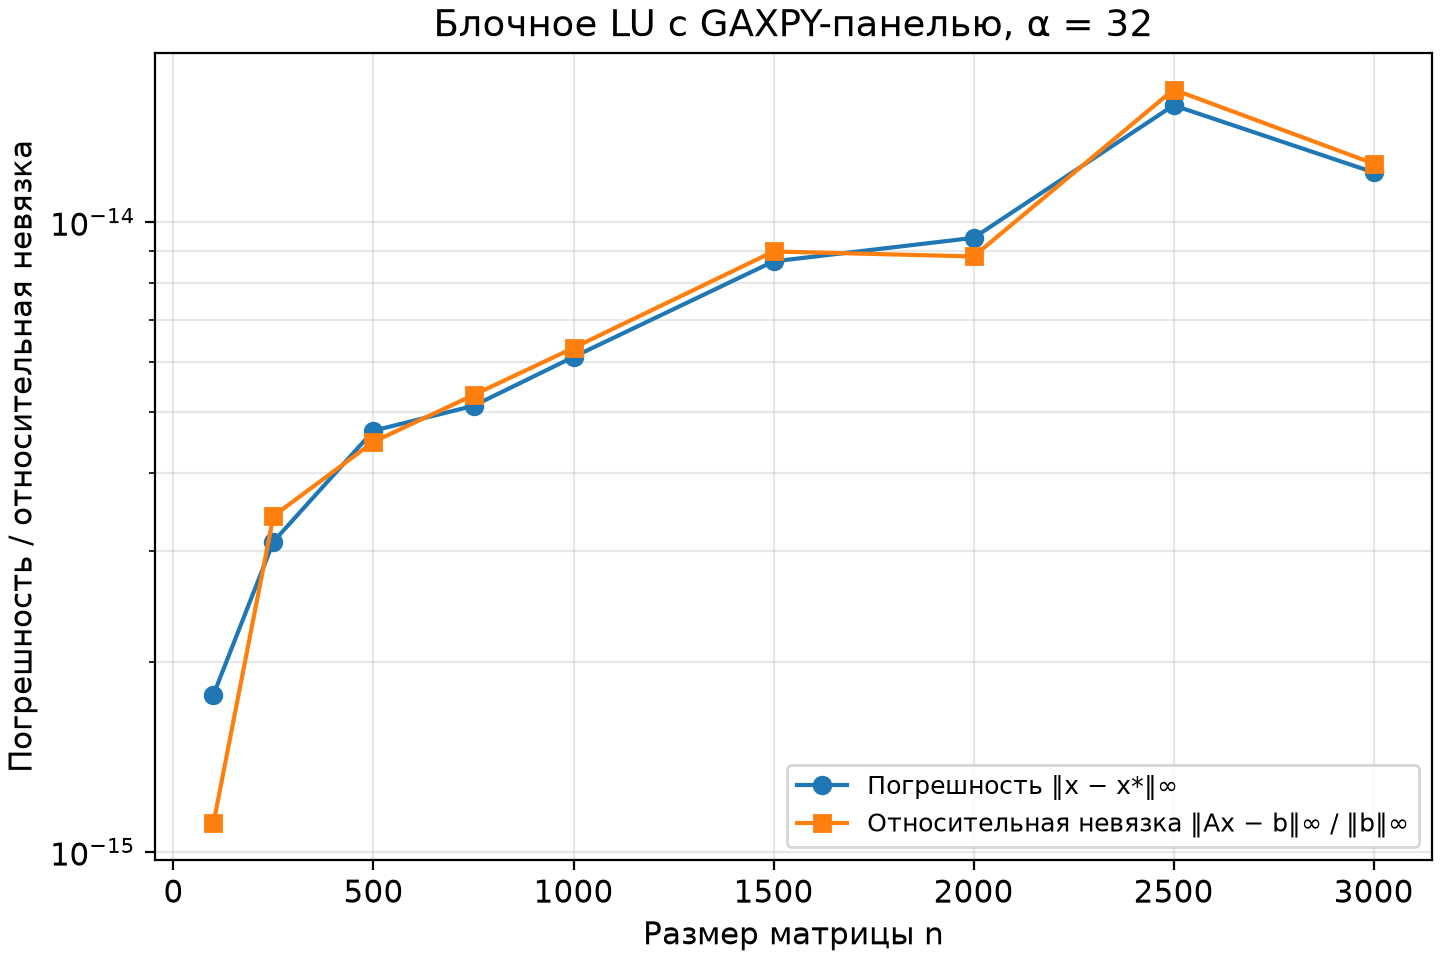 Блочное LU с GAXPY-панелью, α = 32
Погрешность / относительная невязка
10⁻¹⁴
10⁻¹⁵
Погрешность ‖x − x*‖∞
Относительная невязка ‖Ax − b‖∞ / ‖b‖∞
0 500 1000 1500 2000 2500 3000
Размер матрицы n